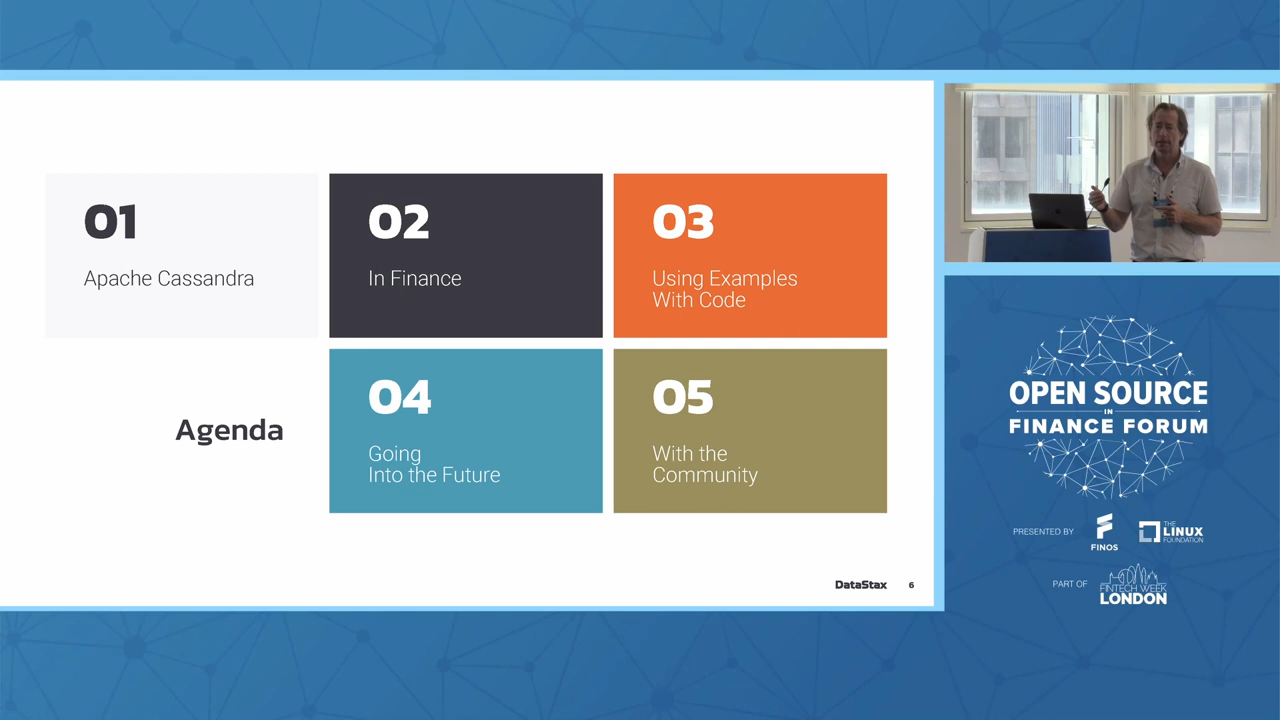 01
Apache Cassandra
02
In Finance
03
Using Examples
With Code
Agenda
04
Going
Into the Future
05
With the
Community
DataStax 6
OPEN SOURCE
IN
FINANCE FORUM
PRESENTED BY
FINOS
THE
LINUX
FOUNDATION
PART OF
FINTECH WEEK
LONDON